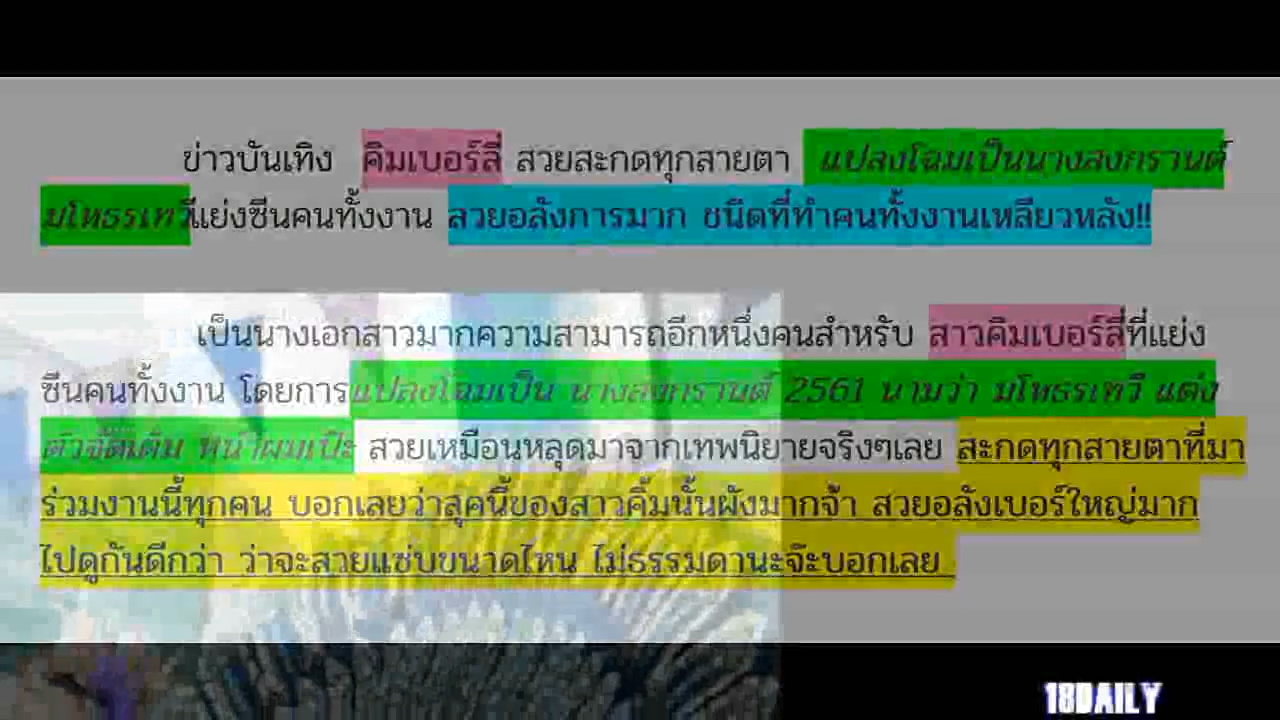 ข่าวบันเทิง คิมเบอร์ลี่ สวยสะกดทุกสายตา แปลงโฉมเป็นนางสงกรานต์
มโหธรเทวีแย่งซีนคนทั้งงาน สวยอลังการมาก ชนิดที่ทำคนทั้งงานเหลียวหลัง!!
เป็นนางเอกสาวมากความสามารถอีกหนึ่งคนสำหรับ สาวคิมเบอร์ลี่ที่แย่ง
ซีนคนทั้งงาน โดยการแปลงโฉมเป็น นางสงกรานต์ 2561 นามว่า มโหธรเทวี แต่ง
ตัวจัดเต็ม หน้าผมเป๊ะ สวยเหมือนหลุดมาจากเทพนิยายจริงๆเลย สะกดทุกสายตาที่มา
ร่วมงานนี้ทุกคน บอกเลยว่าลุคนี้ของสาวคิ้มนั้นผังมากจ้า สวยอลังเบอร์ใหญ่มาก
ไปดูกันดีกว่า ว่าจะสวยแซ่บขนาดไหน ไม่ธรรมดานะจ๊ะบอกเลย
18DAILY